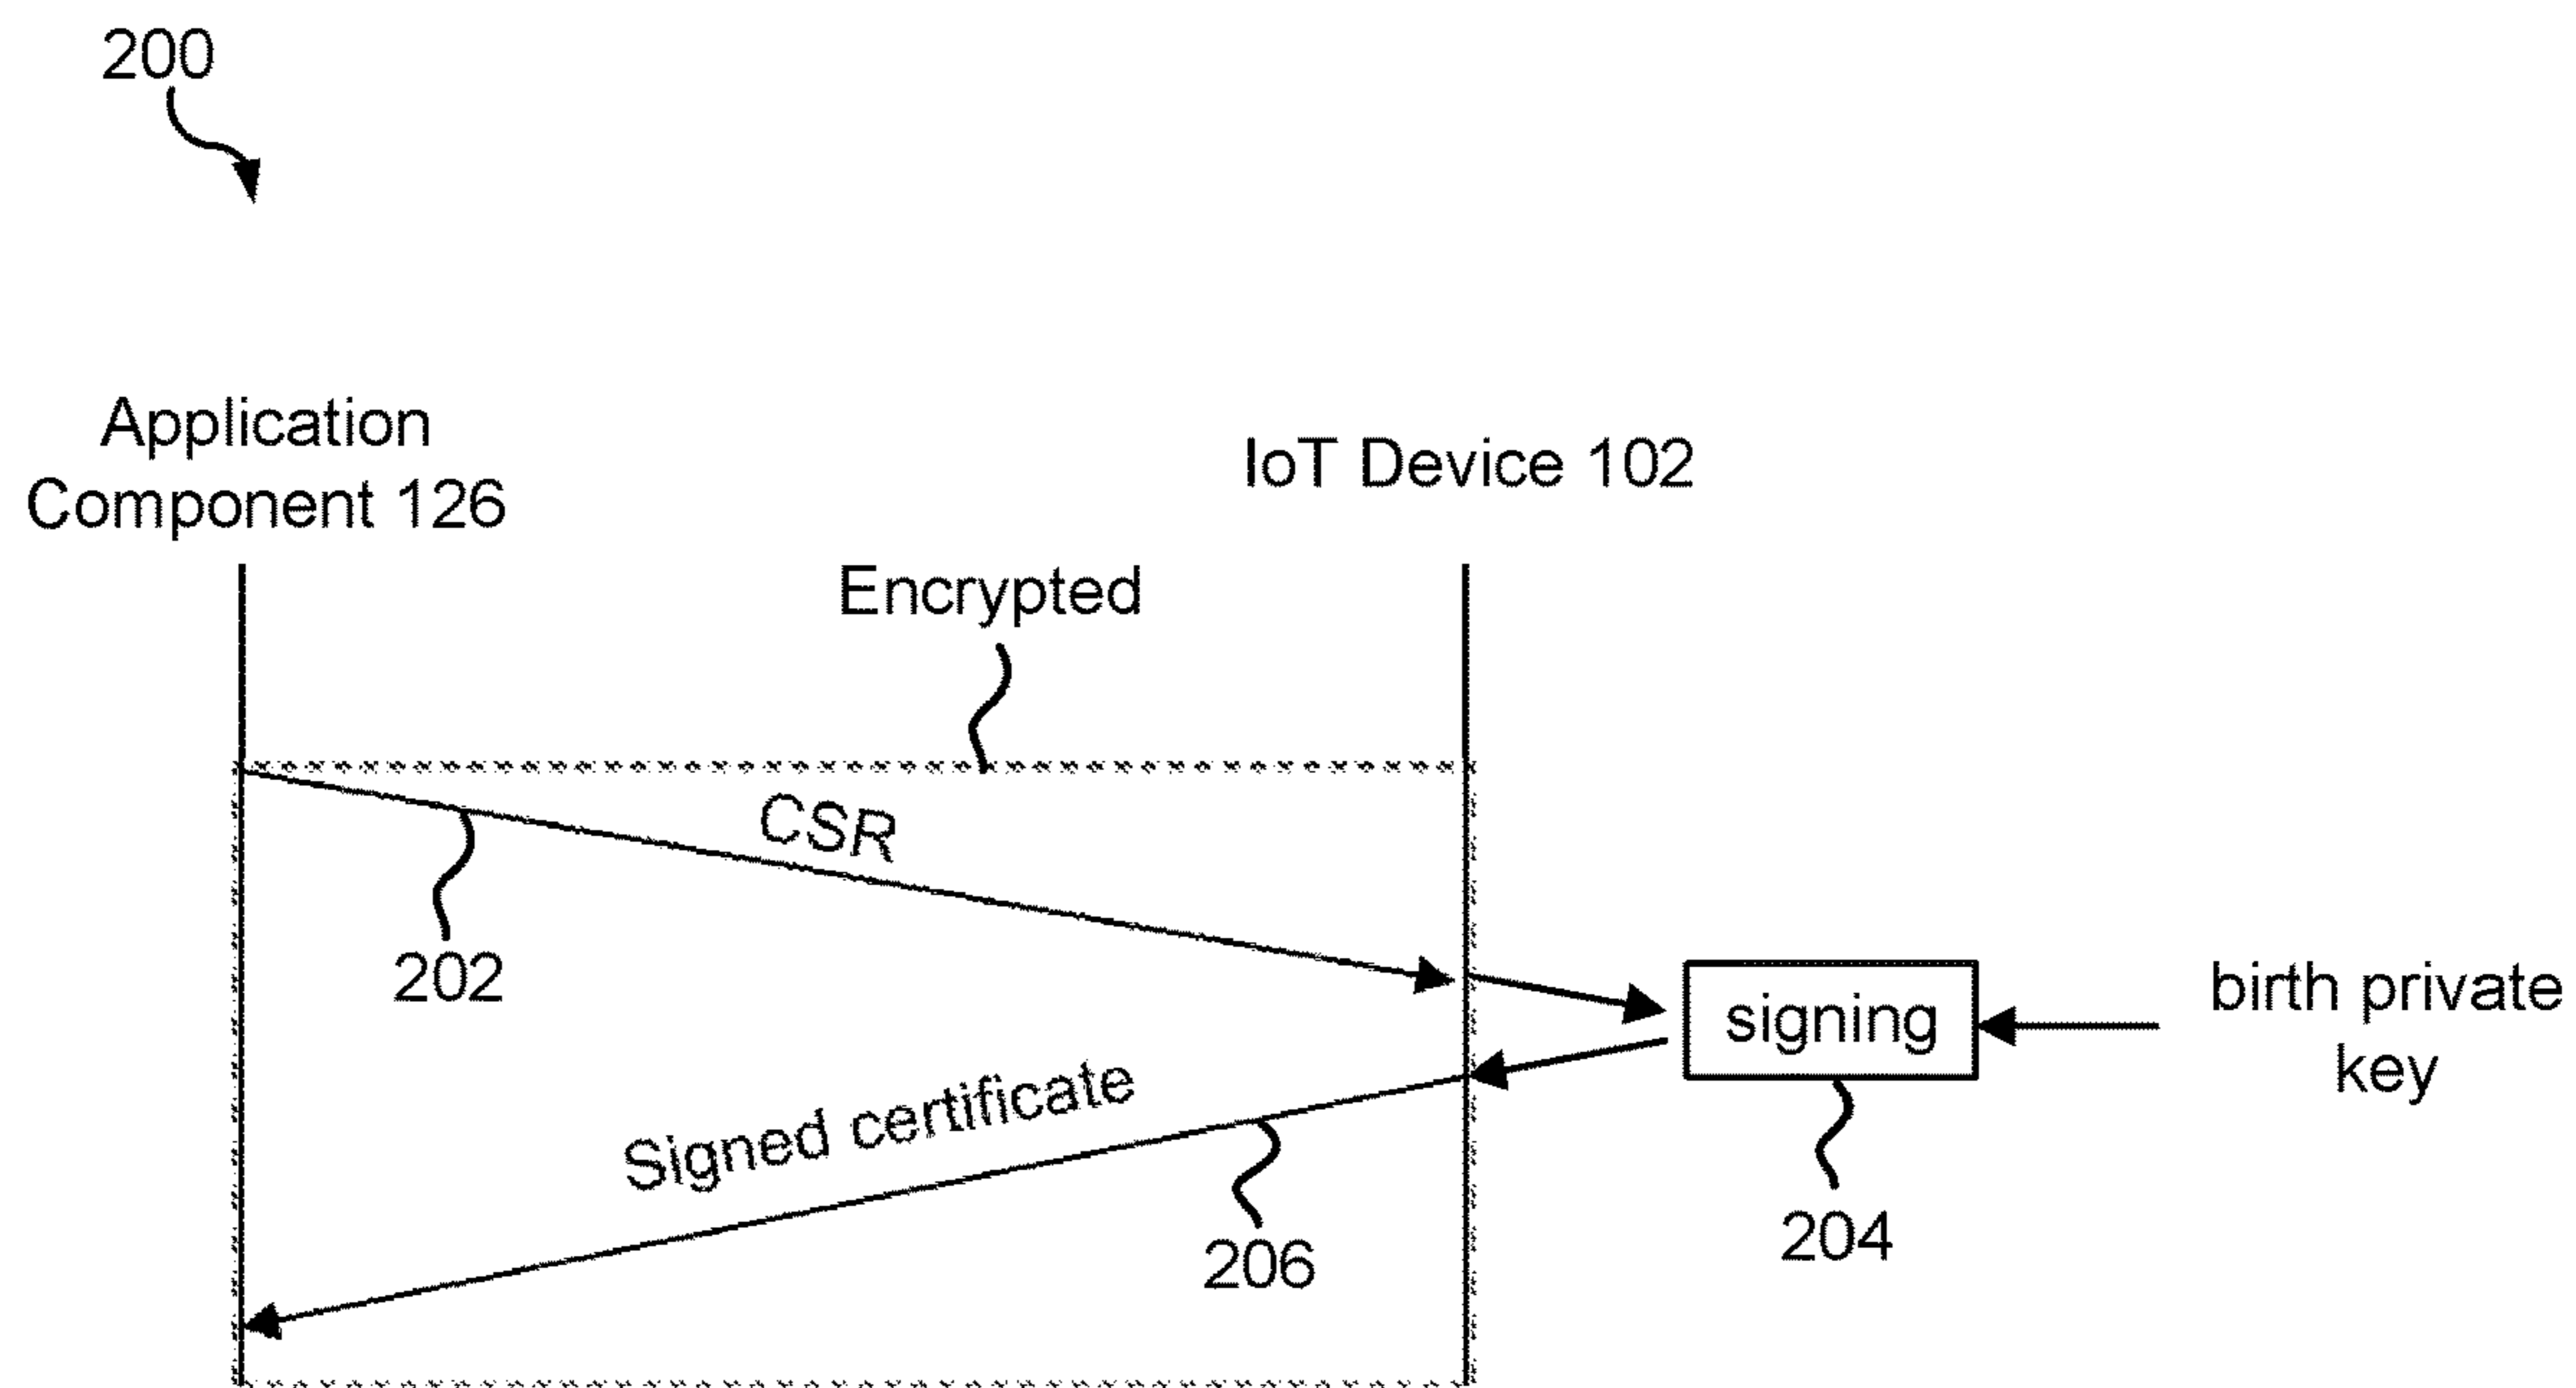 200
Application
Component 126
IoT Device 102
Encrypted
CSR
202
signing
birth private
key
Signed certificate
206
204